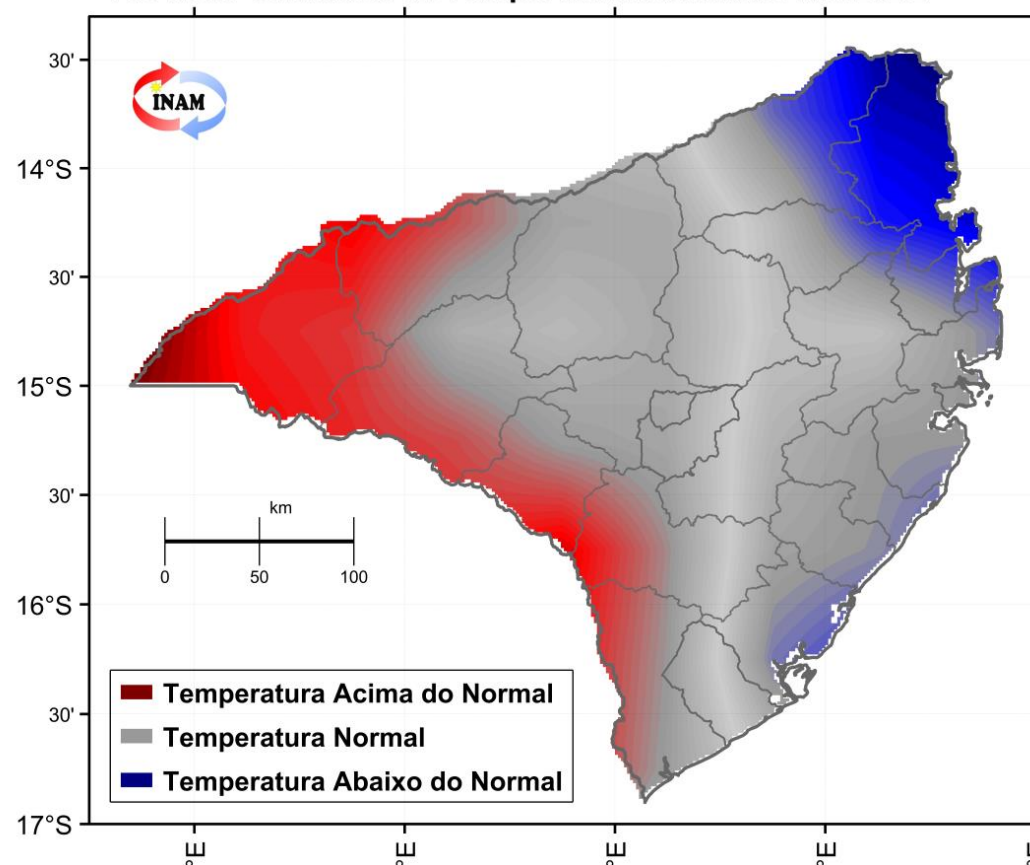 30'
INAM
14°S
30'
15°S
30'
km
0 50 100
16°S
Temperatura Acima do Normal
30'
Temperatura Normal
Temperatura Abaixo do Normal
17°S